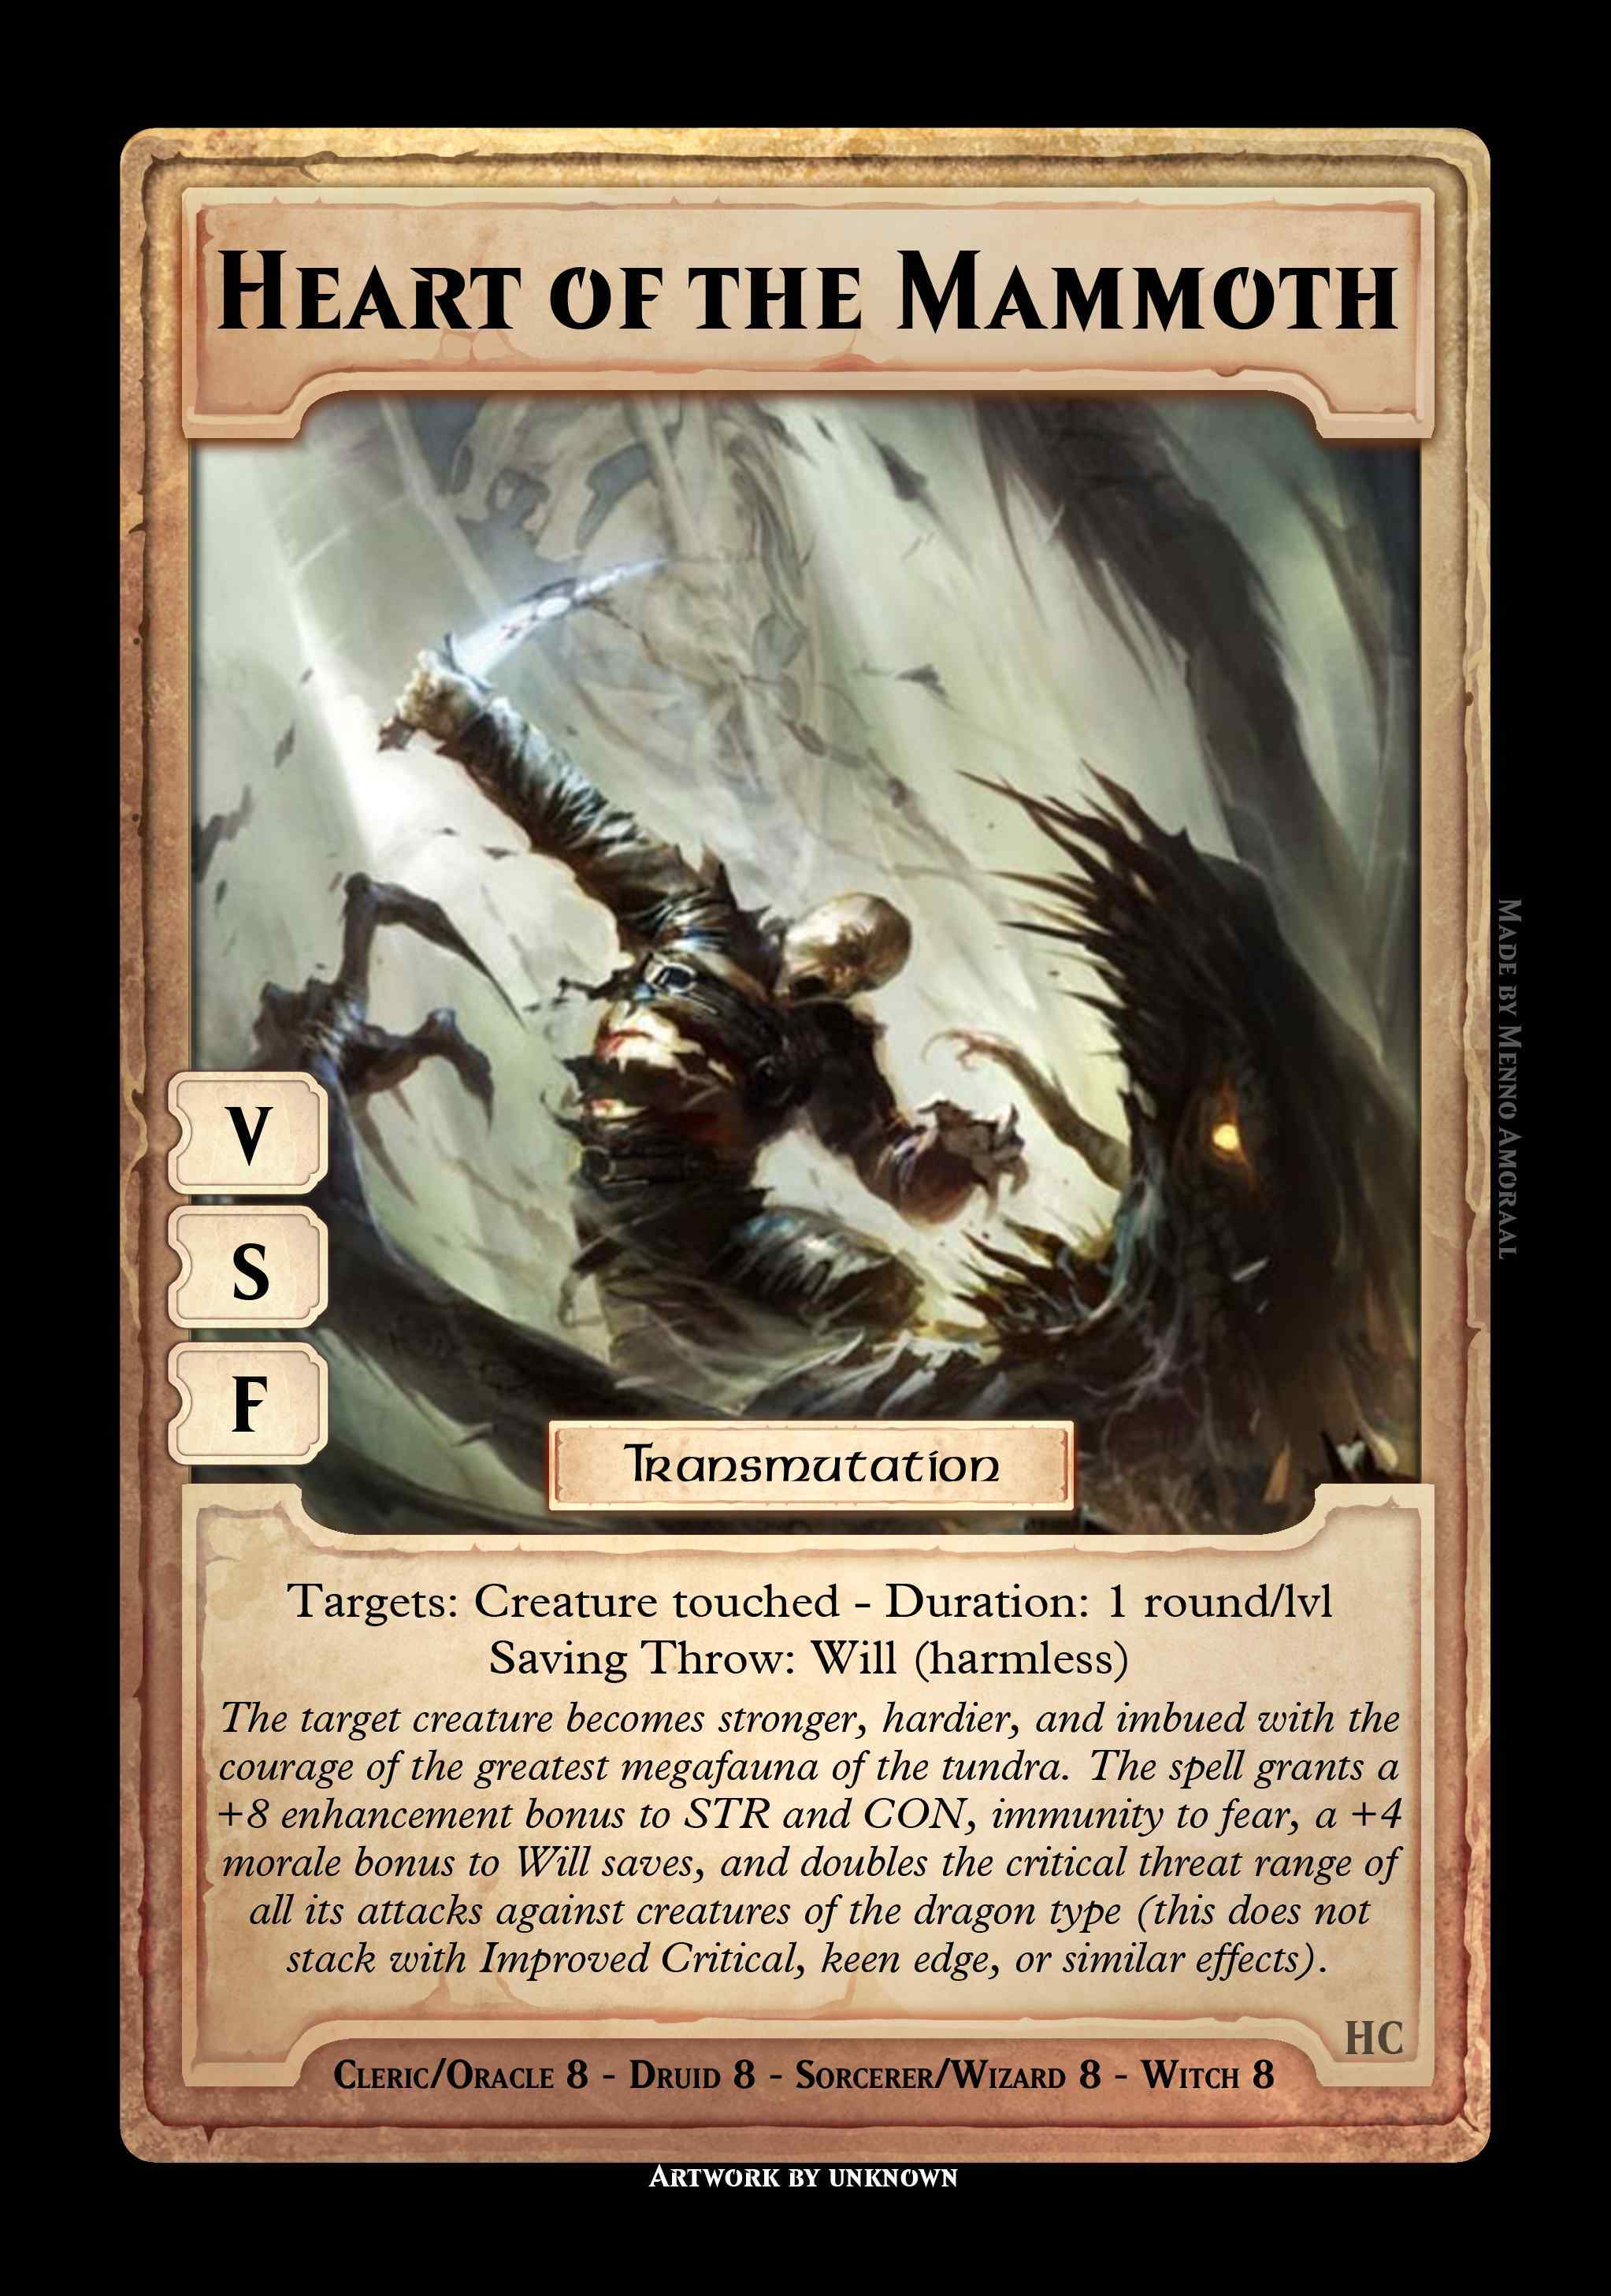 Heart of the Mammoth
V
S
F
Transmutation
Targets: Creature touched - Duration: 1 round/lvl
Saving Throw: Will (harmless)
The target creature becomes stronger, hardier, and imbued with the
courage of the greatest megafauna of the tundra. The spell grants a
+8 enhancement bonus to STR and CON, immunity to fear, a +4
morale bonus to Will saves, and doubles the critical threat range of
all its attacks against creatures of the dragon type (this does not
stack with Improved Critical, keen edge, or similar effects).
HC
Cleric/Oracle 8 - Druid 8 - Sorcerer/Wizard 8 - Witch 8
Artwork by unknown
Made by Menno Amoraal